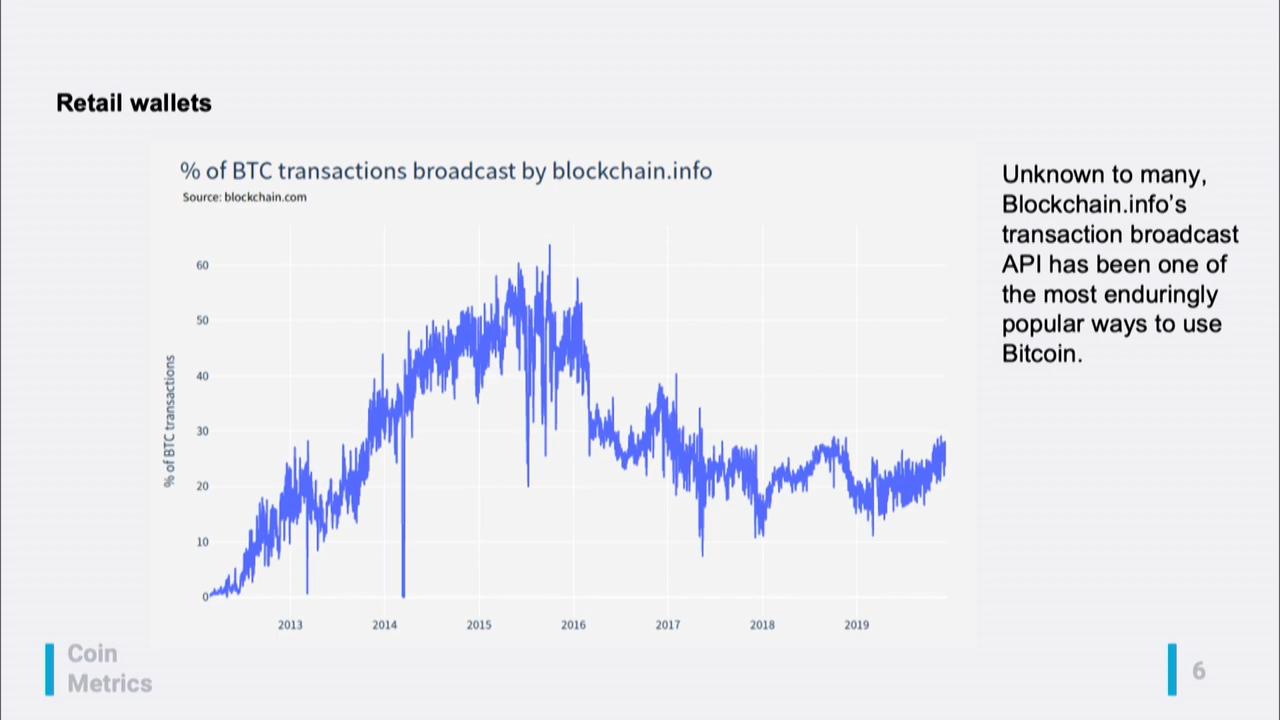 Retail wallets
% of BTC transactions broadcast by blockchain.info
Source: blockchain.com
Unknown to many,
Blockchain.info’s
transaction broadcast
API has been one of
the most enduringly
popular ways to use
Bitcoin.
% of BTC transactions
60
50
40
30
20
10
0
2013
2014
2015
2016
2017
2018
2019
Coin
Metrics
6